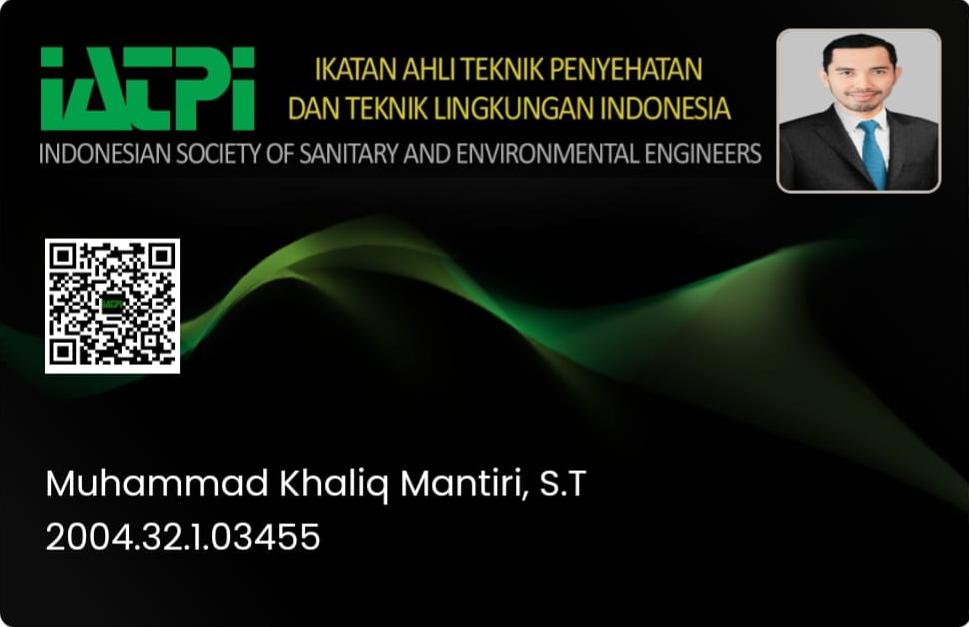 IATPI
IKATAN AHLI TEKNIK PENYEHATAN
DAN TEKNIK LINGKUNGAN INDONESIA
INDONESIAN SOCIETY OF SANITARY AND ENVIRONMENTAL ENGINEERS
IATPI
Muhammad Khaliq Mantiri, S.T
2004.32.1.03455